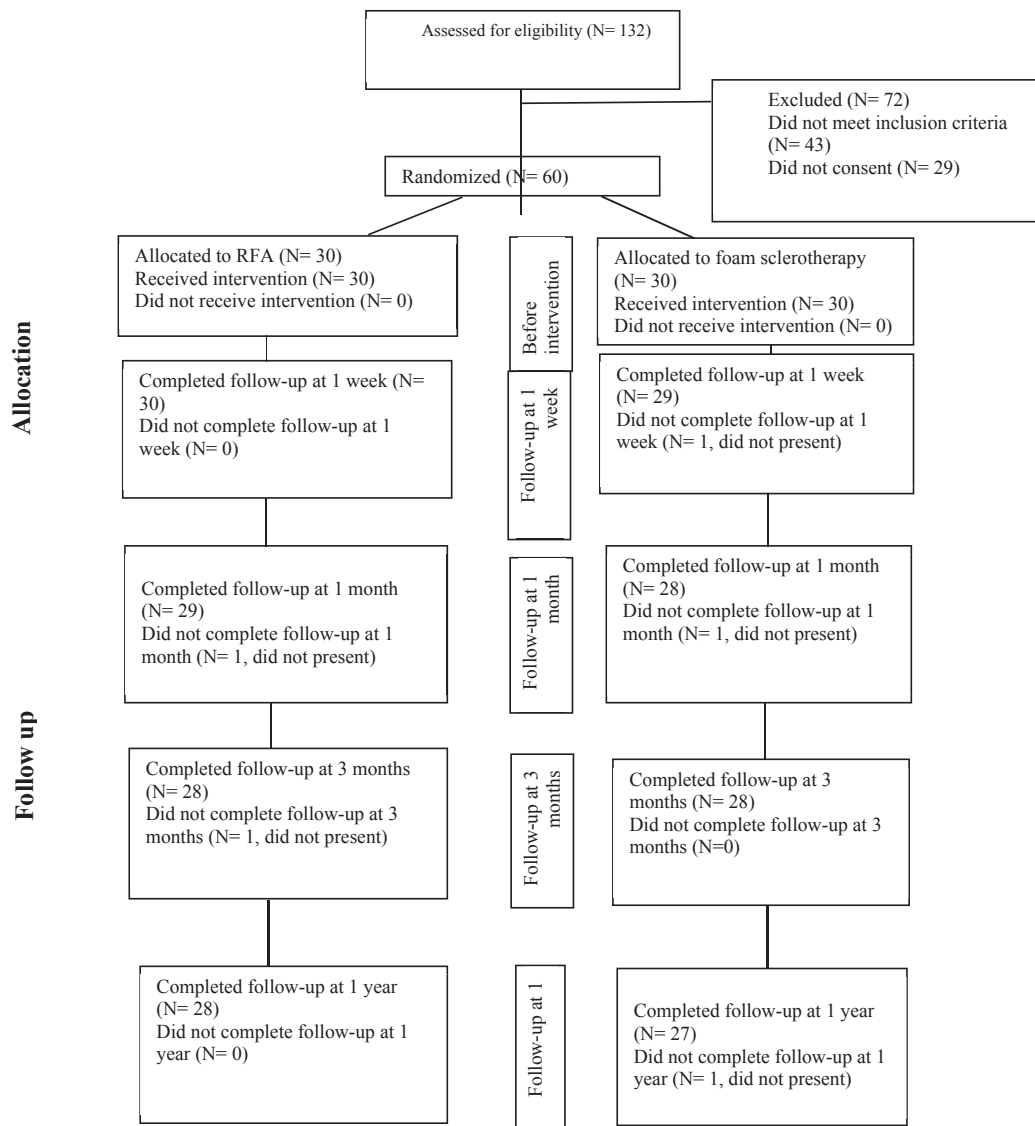 Assessed for eligibility (N= 132)
Excluded (N= 72)
Did not meet inclusion criteria
(N= 43)
Did not consent (N= 29)
Randomized (N= 60)
Allocation
Allocated to RFA (N= 30)
Received intervention (N= 30)
Did not receive intervention (N= 0)
Before
intervention
Allocated to foam sclerotherapy
(N= 30)
Received intervention (N= 30)
Did not receive intervention (N= 0)
Completed follow-up at 1 week (N=
30)
Did not complete follow-up at 1
week (N= 0)
Follow-up at 1
week
Completed follow-up at 1 week
(N= 29)
Did not complete follow-up at 1
week (N= 1, did not present)
Completed follow-up at 1 month
(N= 29)
Did not complete follow-up at 1
month (N= 1, did not present)
Follow-up at 1
month
Completed follow-up at 1 month
(N= 28)
Did not complete follow-up at 1
month (N= 1, did not present)
Follow up
Completed follow-up at 3 months
(N= 28)
Did not complete follow-up at 3
months (N= 1, did not present)
Follow-up at 3
months
Completed follow-up at 3
months (N= 28)
Did not complete follow-up at 3
months (N=0)
Completed follow-up at 1 year
(N= 28)
Did not complete follow-up at 1
year (N= 0)
Follow-up at 1
Completed follow-up at 1 year
(N= 27)
Did not complete follow-up at 1
year (N= 1, did not present)